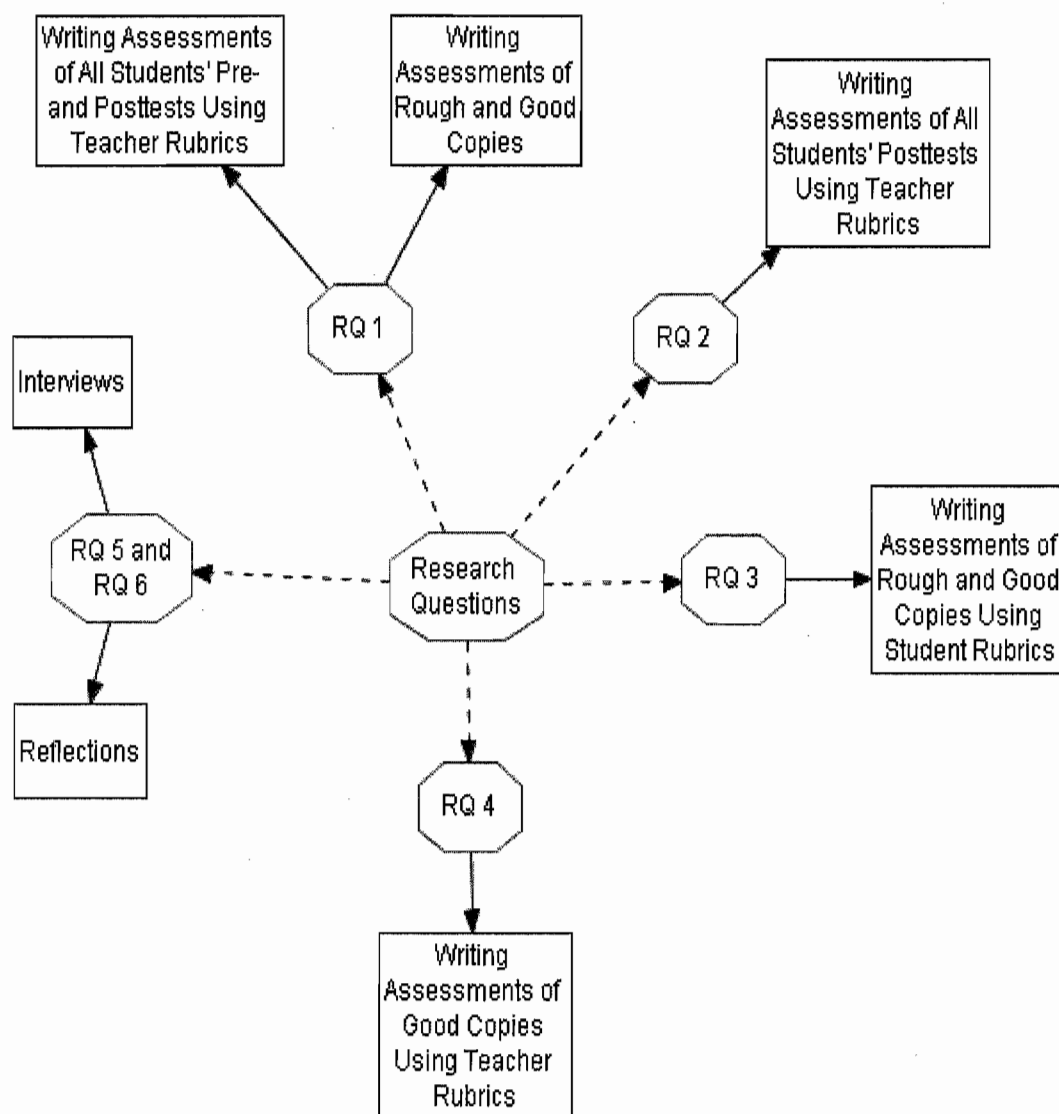 Writing Assessments
of All Students' Pre-
and Posttests Using
Teacher Rubrics
Writing
Assessments of
Rough and Good
Copies
Writing
Assessments of All
Students' Posttests
Using Teacher
Rubrics
RQ 1
RQ 2
Interviews
RQ 5 and
RQ 6
Research
Questions
RQ 3
Writing
Assessments of
Rough and Good
Copies Using
Student Rubrics
Reflections
RQ 4
Writing
Assessments of
Good Copies
Using Teacher
Rubrics